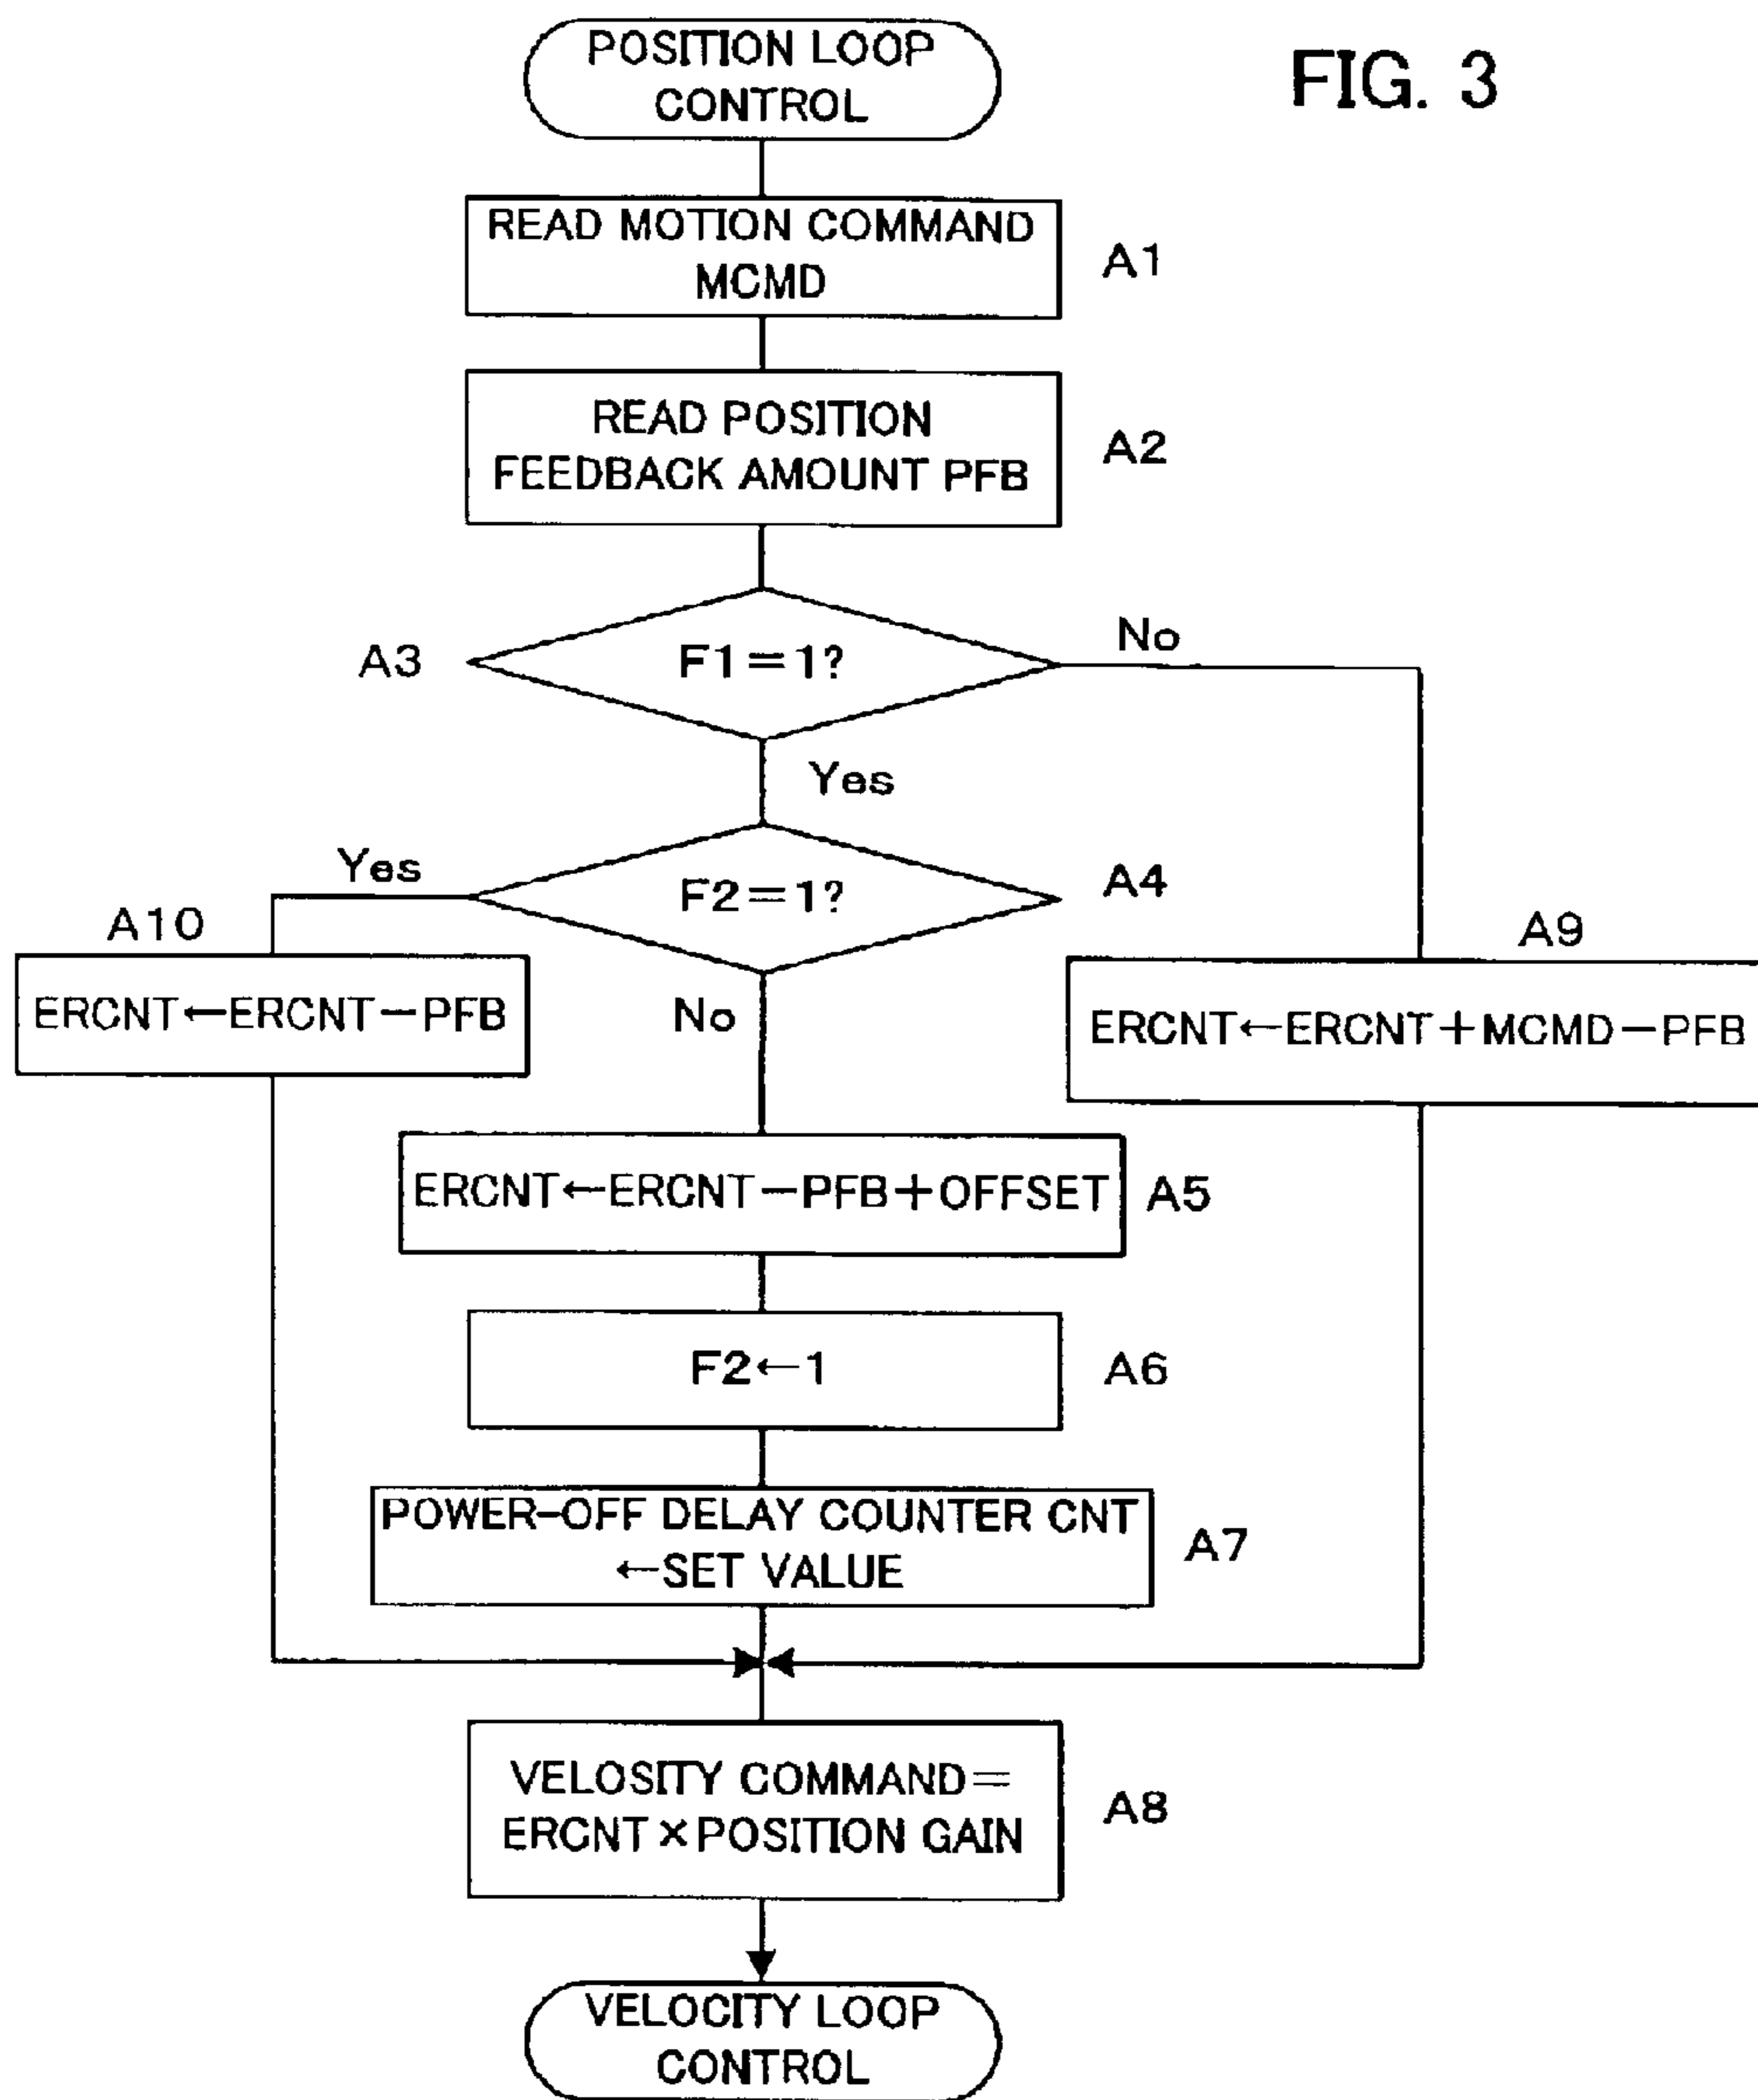 POSITION LOOP
CONTROL
FIG. 3
READ MOTION COMMAND
MCMD
A1
READ POSITION
FEEDBACK AMOUNT PFB
A2
A3
F1=1?
No
Yes
Yes
F2=1?
A4
A10
A9
ERCNT←ERCNT-PFB
No
ERCNT←ERCNT+MCMD-PFB
ERCNT←ERCNT-PFB+OFFSET
A5
F2←1
A6
POWER-OFF DELAY COUNTER CNT
←SET VALUE
A7
VELOSITY COMMAND=
ERCNT×POSITION GAIN
A8
VELOCITY LOOP
CONTROL